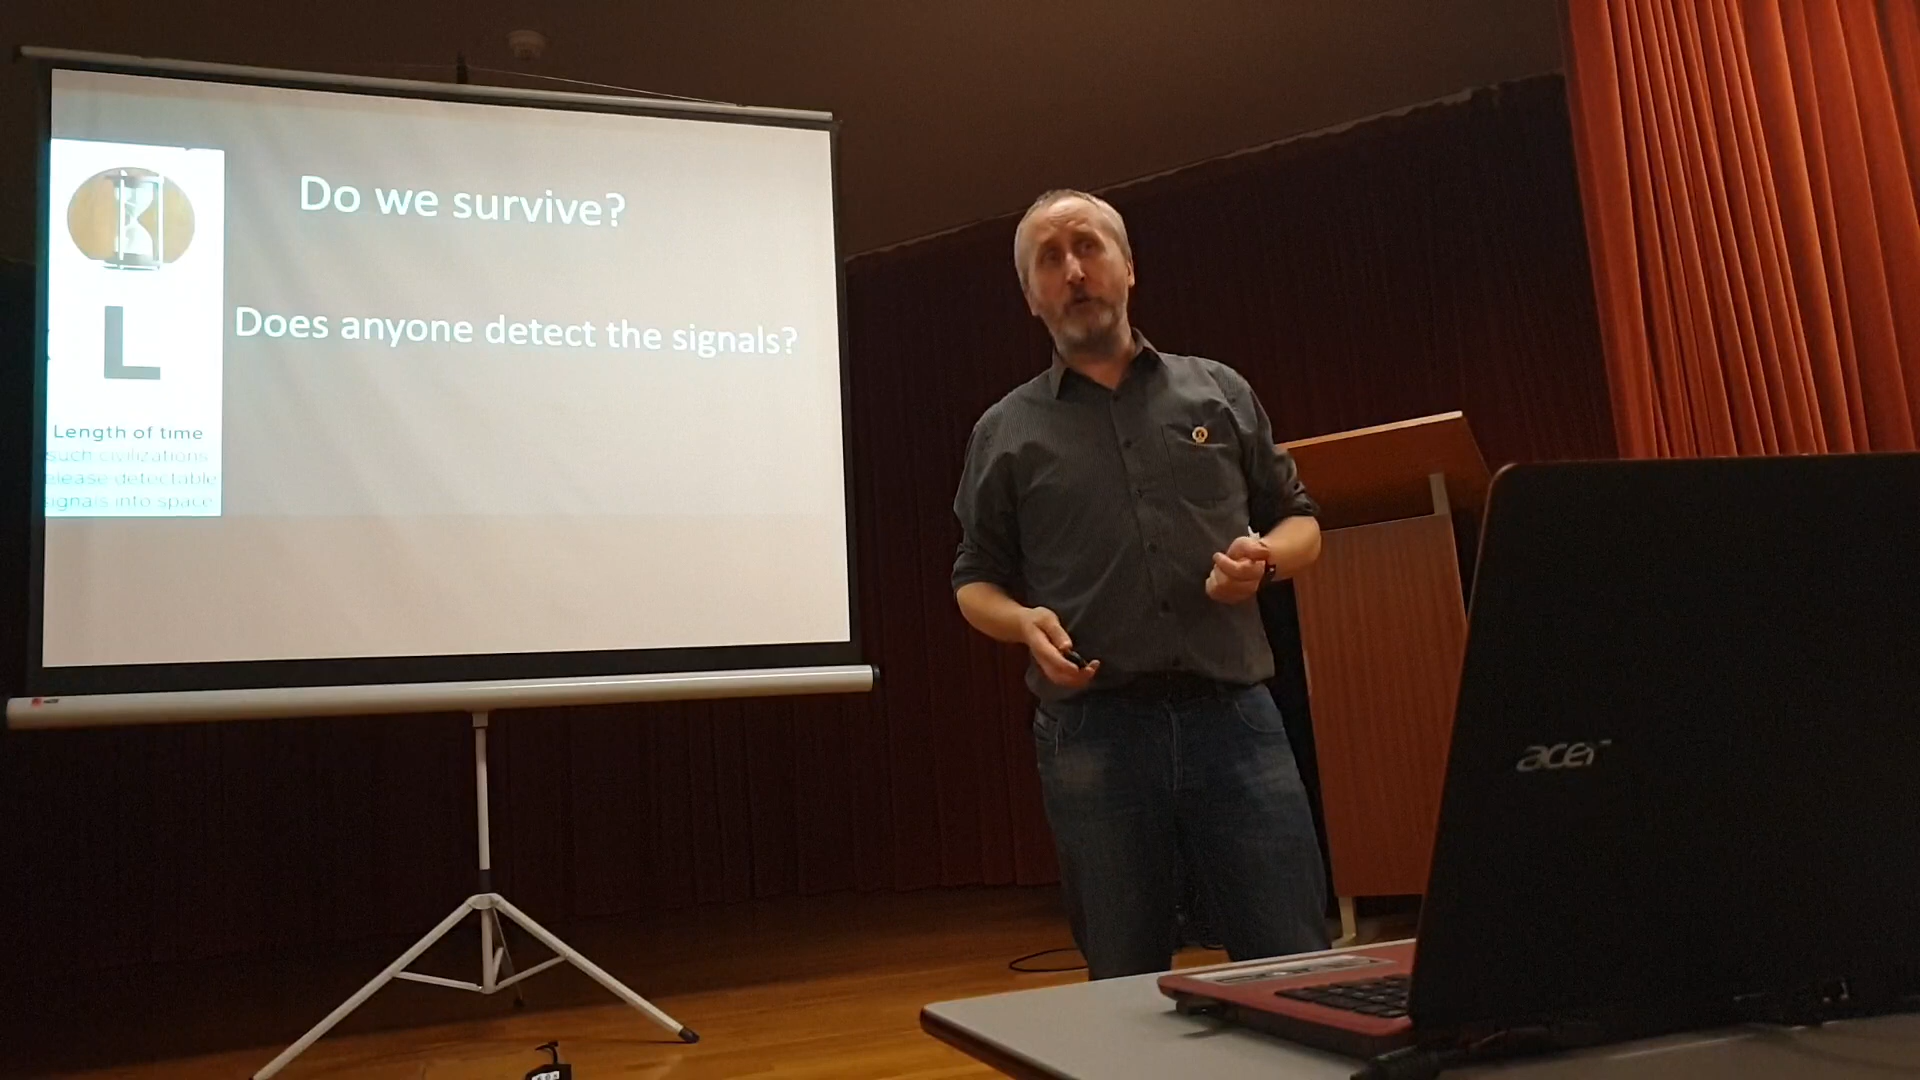 Do we survive?
Does anyone detect the signals?
L
Length of time
such civilizations
release detectable
signals into space
acer